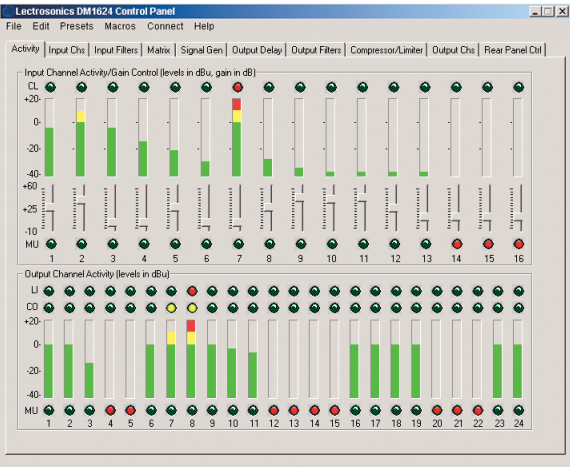 Lectrosonics DM1624 Control Panel
File Edit Presets Macros Connect Help
Activity Input Chs Input Filters Matrix Signal Gen Output Delay Output Filters Compressor/Limiter Output Chs Rear Panel Ctrl
Input Channel Activity/Gain Control (levels in dBu, gain in dB)
CL
+20-
0-
-20-
-40-
+60
+25
-10
MU
1 2 3 4 5 6 7 8 9 10 11 12 13 14 15 16
Output Channel Activity (levels in dBu)
LI
CO
+20-
0-
-20-
-40-
MU
1 2 3 4 5 6 7 8 9 10 11 12 13 14 15 16 17 18 19 20 21 22 23 24